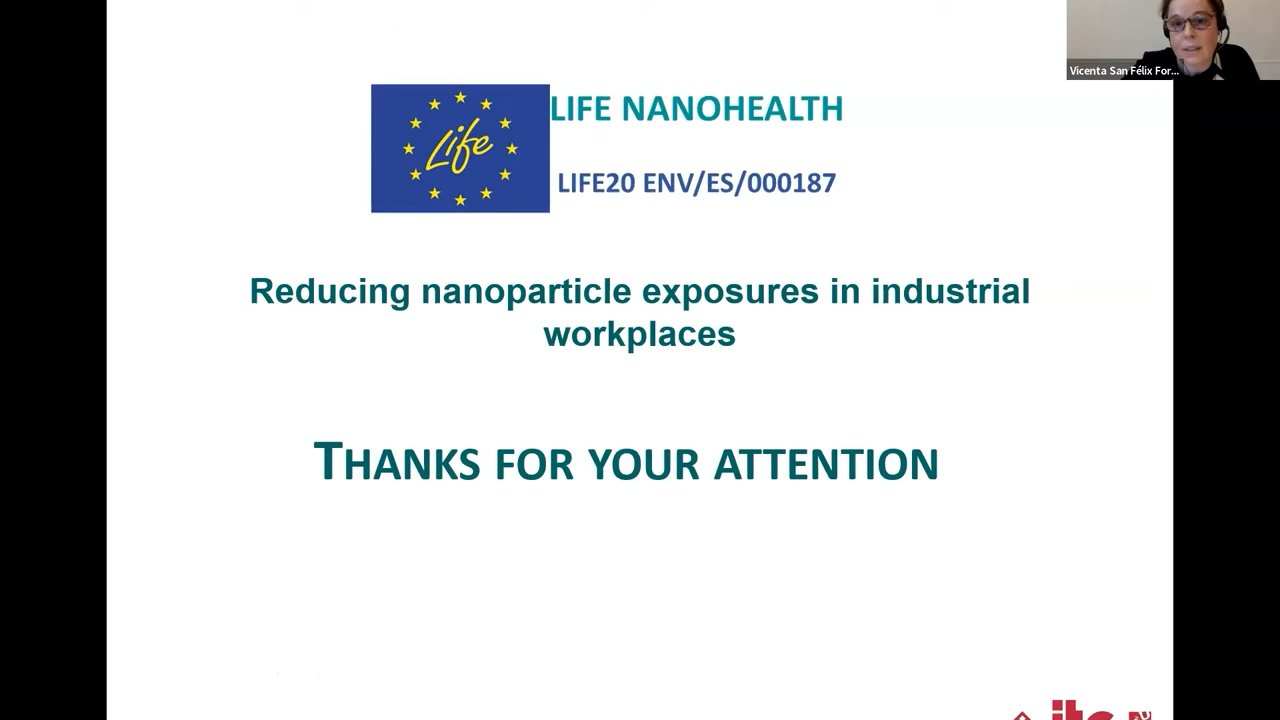 Vicenta San Félix For...
LIFE NANOHEALTH
Life
LIFE20 ENV/ES/000187
Reducing nanoparticle exposures in industrial
workplaces
THANKS FOR YOUR ATTENTION
itc